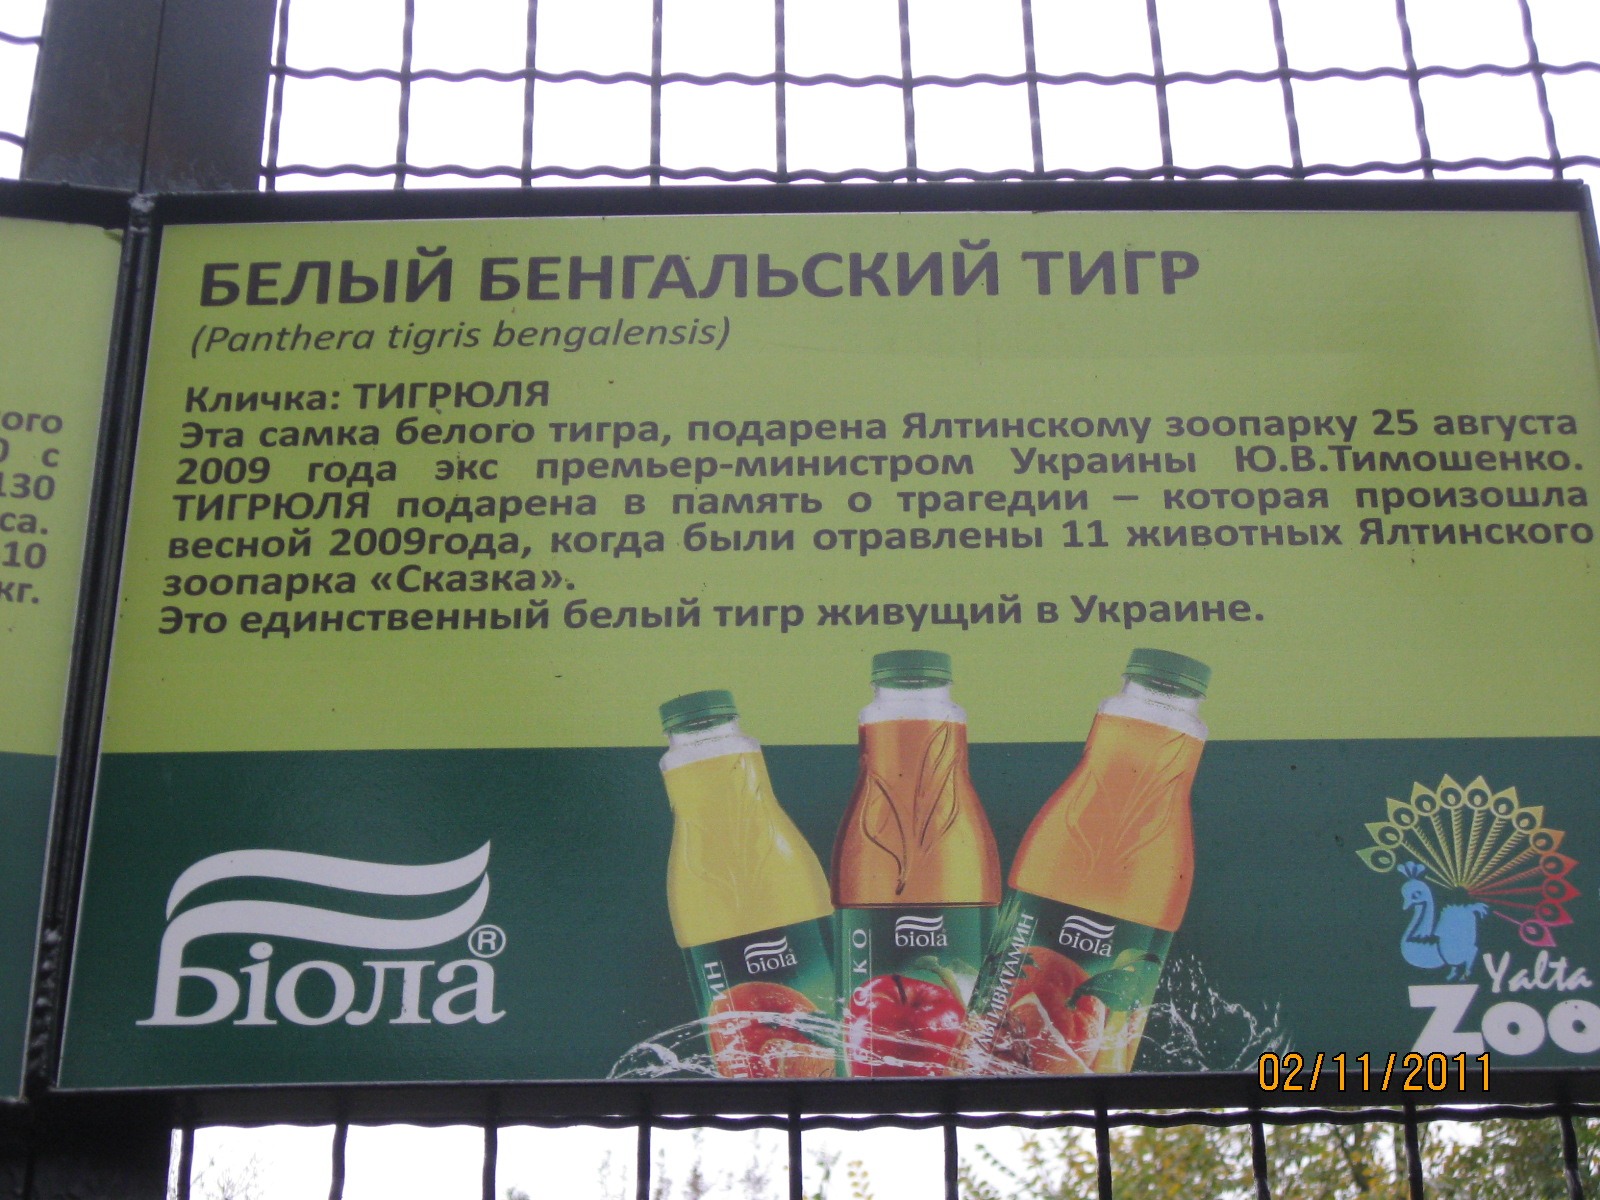 БЕЛЫЙ БЕНГАЛЬСКИЙ ТИГР
(Panthera tigris bengalensis)
Кличка: ТИГРЮЛЯ
Эта самка белого тигра, подарена Ялтинскому зоопарку 25 августа
2009 года экс премьер-министром Украины Ю.В.Тимошенко.
ТИГРЮЛЯ подарена в память о трагедии – которая произошла
весной 2009года, когда были отравлены 11 животных Ялтинского
зоопарка «Сказка».
Это единственный белый тигр живущий в Украине.
ого
0 с
130
са.
10
кг.
Біола®
biola
biola
biola
Yalta
Zoo
02/11/2011